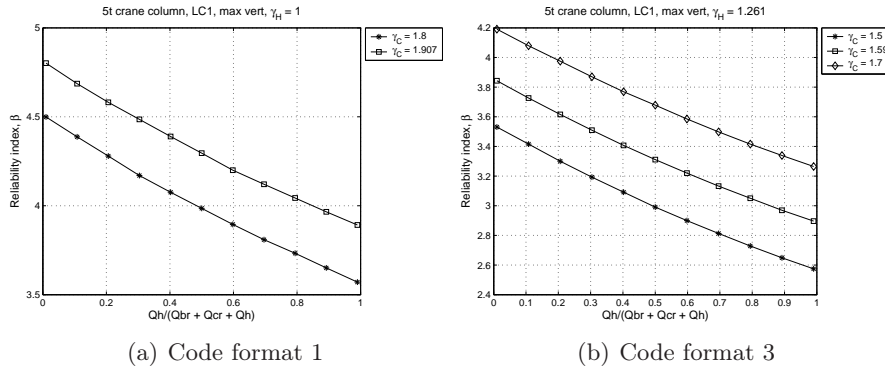 5t crane column, LC1, max vert, γH = 1
5
4.5
4
3.5
Reliability index, β
0
0.2
0.4
0.6
0.8
1
Qh/(Qbr + Qcr + Qh)
γC = 1.8
γC = 1.907
(a) Code format 1
5t crane column, LC1, max vert, γH = 1.261
4.2
4
3.8
3.6
3.4
3.2
3
2.8
2.6
2.4
Reliability index, β
0
0.1
0.2
0.3
0.4
0.5
0.6
0.7
0.8
0.9
1
Qh/(Qbr + Qcr + Qh)
γC = 1.5
γC = 1.59
γC = 1.7
(b) Code format 3